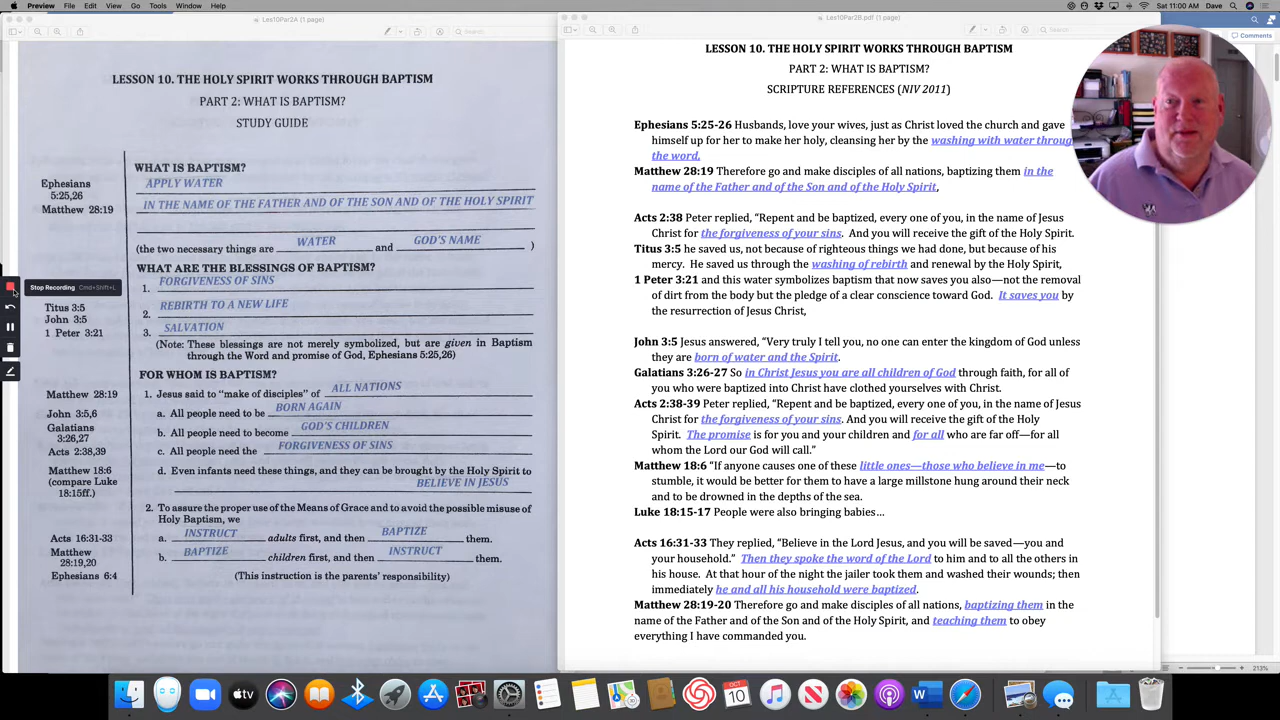 Preview File Edit View Go Tools Window Help
Sat 11:00 AM Dave
Les10Par2A (1 page)
Search
LESSON 10. THE HOLY SPIRIT WORKS THROUGH BAPTISM
PART 2: WHAT IS BAPTISM?
STUDY GUIDE
WHAT IS BAPTISM?
Ephesians
5:25,26
Matthew 28:19
APPLY WATER
IN THE NAME OF THE FATHER AND OF THE SON AND OF THE HOLY SPIRIT
(the two necessary things are WATER and GOD'S NAME )
WHAT ARE THE BLESSINGS OF BAPTISM?
1. FORGIVENESS OF SINS
Titus 3:5
John 3:5
1 Peter 3:21
2. REBIRTH TO A NEW LIFE
3. SALVATION
(Note: These blessings are not merely symbolized, but are given in Baptism
through the Word and promise of God, Ephesians 5:25,26)
FOR WHOM IS BAPTISM?
Matthew 28:19
1. Jesus said to "make of disciples" of ALL NATIONS
John 3:5,6
a. All people need to be BORN AGAIN
Galatians
3:26,27
b. All people need to become GOD'S CHILDREN
Acts 2:38,39
c. All people need the FORGIVENESS OF SINS
Matthew 18:6
(compare Luke
18:15ff.)
d. Even infants need these things, and they can be brought by the Holy Spirit to
BELIEVE IN JESUS
2. To assure the proper use of the Means of Grace and to avoid the possible misuse of
Holy Baptism, we
Acts 16:31-33
a. INSTRUCT adults first, and then BAPTIZE them.
Matthew
28:19,20
b. BAPTIZE children first, and then INSTRUCT them.
Ephesians 6:4
(This instruction is the parents' responsibility)
Stop Recording Cmd+Shift+L
Les10Par2B.pdf (1 page)
Search
Comments
LESSON 10. THE HOLY SPIRIT WORKS THROUGH BAPTISM
PART 2: WHAT IS BAPTISM?
SCRIPTURE REFERENCES (NIV 2011)
Ephesians 5:25-26 Husbands, love your wives, just as Christ loved the church and gave
himself up for her to make her holy, cleansing her by the washing with water throug
the word,
Matthew 28:19 Therefore go and make disciples of all nations, baptizing them in the
name of the Father and of the Son and of the Holy Spirit,
Acts 2:38 Peter replied, "Repent and be baptized, every one of you, in the name of Jesus
Christ for the forgiveness of your sins. And you will receive the gift of the Holy Spirit.
Titus 3:5 he saved us, not because of righteous things we had done, but because of his
mercy. He saved us through the washing of rebirth and renewal by the Holy Spirit,
1 Peter 3:21 and this water symbolizes baptism that now saves you also—not the removal
of dirt from the body but the pledge of a clear conscience toward God. It saves you by
the resurrection of Jesus Christ,
John 3:5 Jesus answered, "Very truly I tell you, no one can enter the kingdom of God unless
they are born of water and the Spirit.
Galatians 3:26-27 So in Christ Jesus you are all children of God through faith, for all of
you who were baptized into Christ have clothed yourselves with Christ.
Acts 2:38-39 Peter replied, "Repent and be baptized, every one of you, in the name of Jesus
Christ for the forgiveness of your sins. And you will receive the gift of the Holy
Spirit. The promise is for you and your children and for all who are far off—for all
whom the Lord our God will call."
Matthew 18:6 "If anyone causes one of these little ones—those who believe in me—to
stumble, it would be better for them to have a large millstone hung around their neck
and to be drowned in the depths of the sea.
Luke 18:15-17 People were also bringing babies…
Acts 16:31-33 They replied, "Believe in the Lord Jesus, and you will be saved—you and
your household." Then they spoke the word of the Lord to him and to all the others in
his house. At that hour of the night the jailer took them and washed their wounds; then
immediately he and all his household were baptized.
Matthew 28:19-20 Therefore go and make disciples of all nations, baptizing them in the
name of the Father and of the Son and of the Holy Spirit, and teaching them to obey
everything I have commanded you.
213%
tv
OCT
10